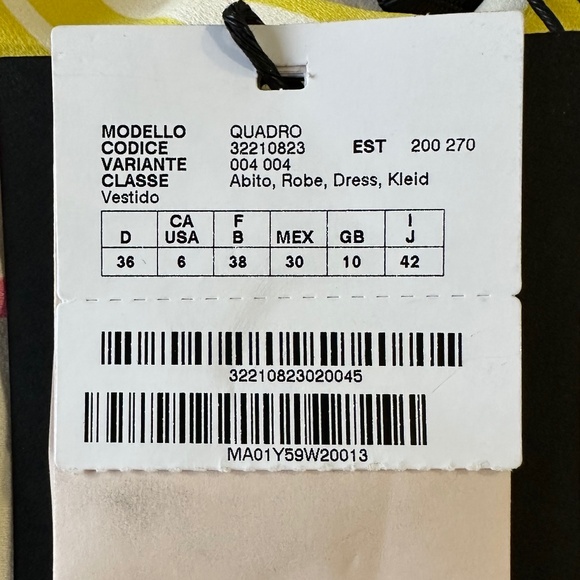 MODELLO QUADRO
CODICE 32210823 EST 200 270
VARIANTE 004 004
CLASSE Abito, Robe, Dress, Kleid
Vestido
D CA USA F B MEX GB I J
36 6 38 30 10 42
32210823020045
MA01Y59W20013